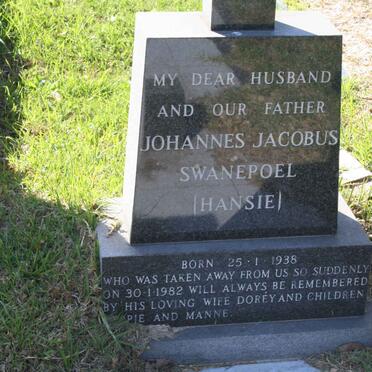 MY DEAR HUSBAND
AND OUR FATHER
JOHANNES JACOBUS
SWANEPOEL
(HANSIE)
BORN 25·1·1938
WHO WAS TAKEN AWAY FROM US SO SUDDENLY
ON 30·1·1982 WILL ALWAYS BE REMEMBERED
BY HIS LOVING WIFE DOREY AND CHILDREN
AND MANNE.